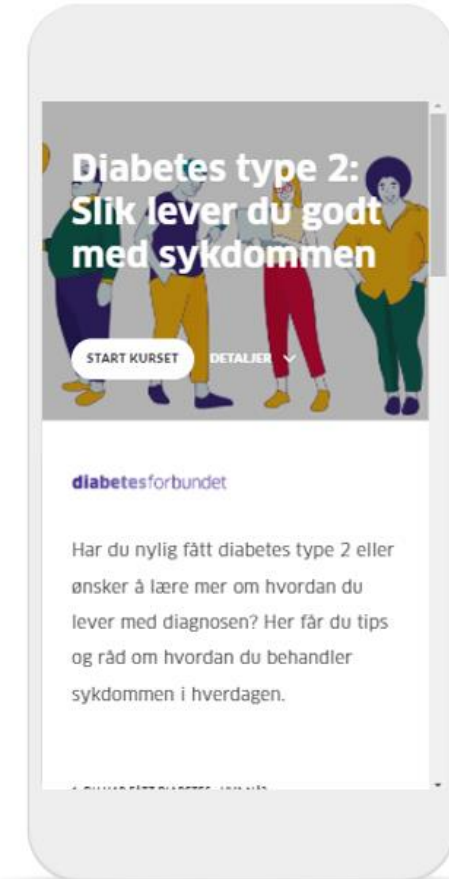 Diabetes type 2:
Slik lever du godt
med sykdommen
START KURSET DETALJER
diabetesforbundet
Har du nylig fått diabetes type 2 eller
ønsker å lære mer om hvordan du
lever med diagnosen? Her får du tips
og råd om hvordan du behandler
sykdommen i hverdagen.